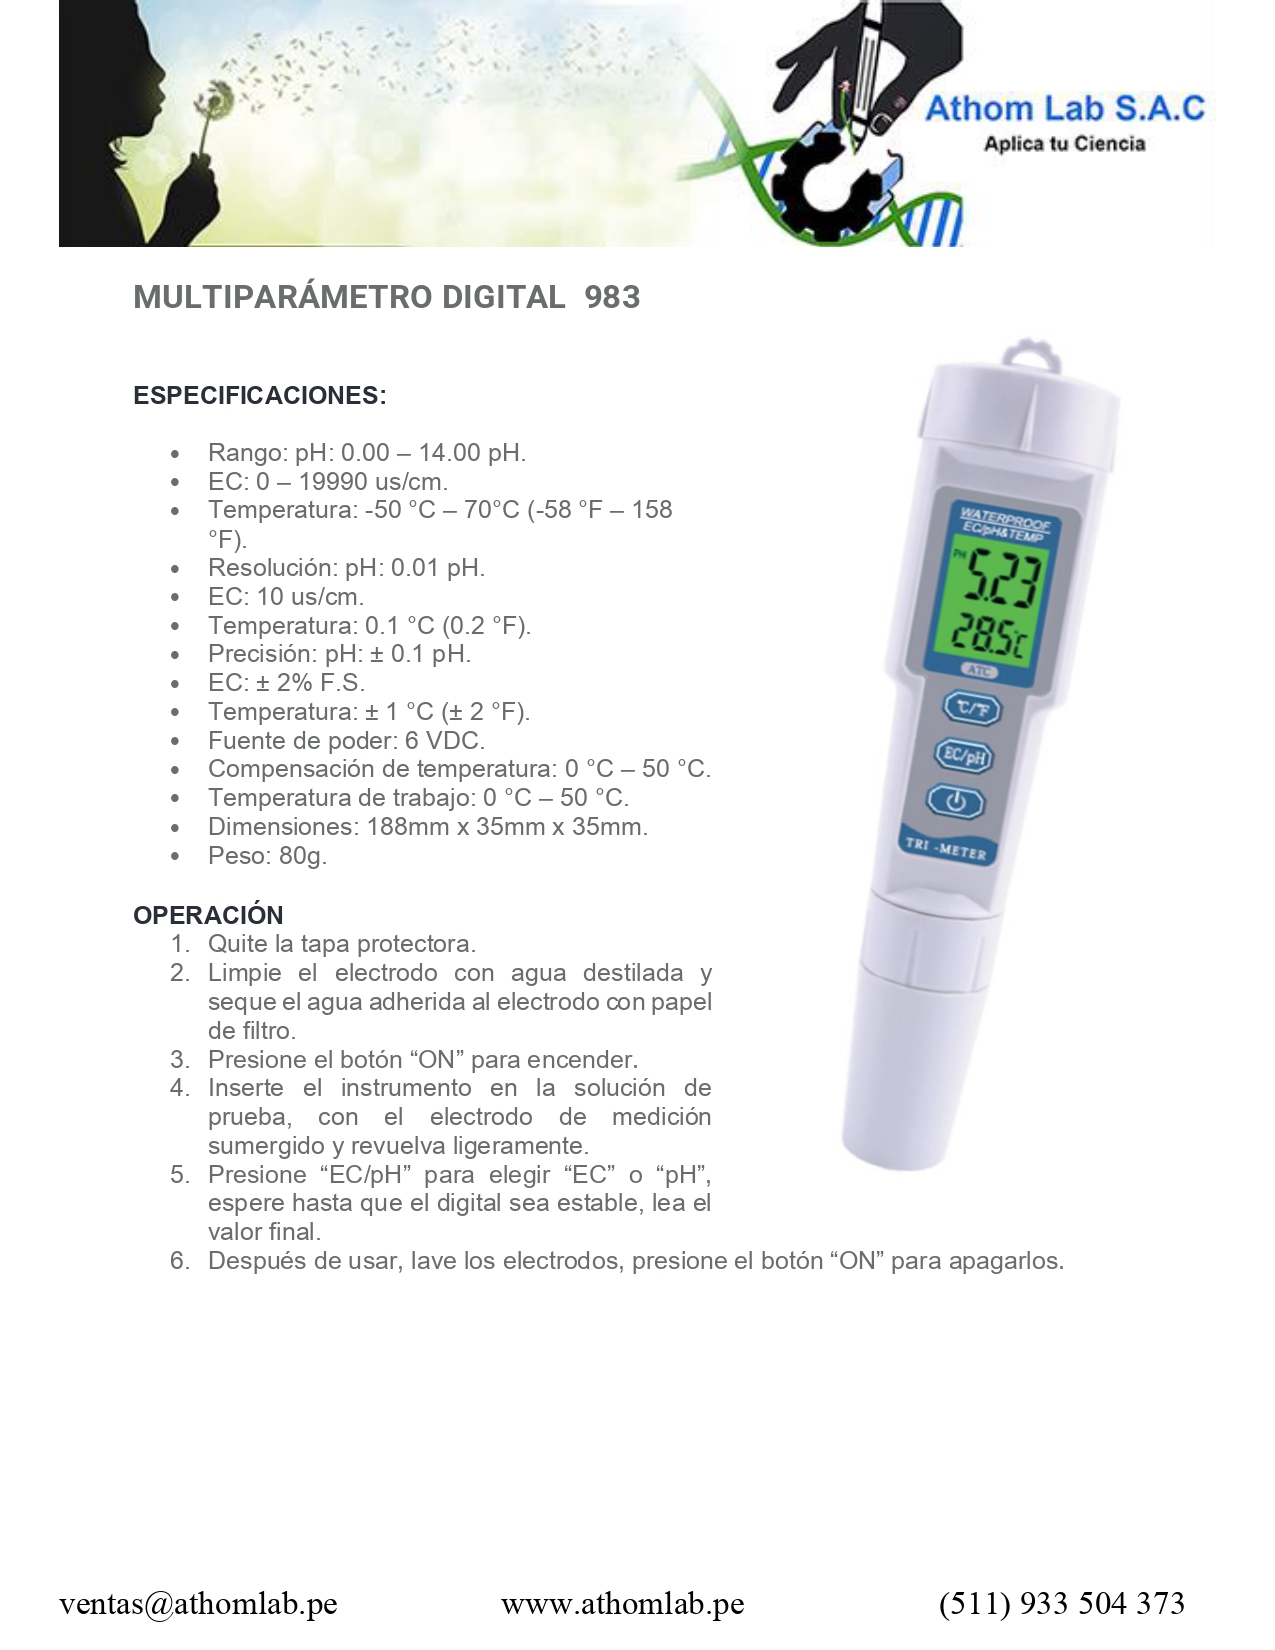 Athom Lab S.A.C
Aplica tu Ciencia
MULTIPARÁMETRO DIGITAL 983
ESPECIFICACIONES:
• Rango: pH: 0.00 – 14.00 pH.
• EC: 0 – 19990 us/cm.
• Temperatura: -50 °C – 70°C (-58 °F – 158
°F).
• Resolución: pH: 0.01 pH.
• EC: 10 us/cm.
• Temperatura: 0.1 °C (0.2 °F).
• Precisión: pH: ± 0.1 pH.
• EC: ± 2% F.S.
• Temperatura: ± 1 °C (± 2 °F).
• Fuente de poder: 6 VDC.
• Compensación de temperatura: 0 °C – 50 °C.
• Temperatura de trabajo: 0 °C – 50 °C.
• Dimensiones: 188mm x 35mm x 35mm.
• Peso: 80g.
WATERPROOF
EC/pH&TEMP
PH 5.23
28.5°C
ATC
°C/°F
EC/pH
TRI -METER
OPERACIÓN
1. Quite la tapa protectora.
2. Limpie el electrodo con agua destilada y
seque el agua adherida al electrodo con papel
de filtro.
3. Presione el botón “ON” para encender.
4. Inserte el instrumento en la solución de
prueba, con el electrodo de medición
sumergido y revuelva ligeramente.
5. Presione “EC/pH” para elegir “EC” o “pH”,
espere hasta que el digital sea estable, lea el
valor final.
6. Después de usar, lave los electrodos, presione el botón “ON” para apagarlos.
ventas@athomlab.pe www.athomlab.pe (511) 933 504 373